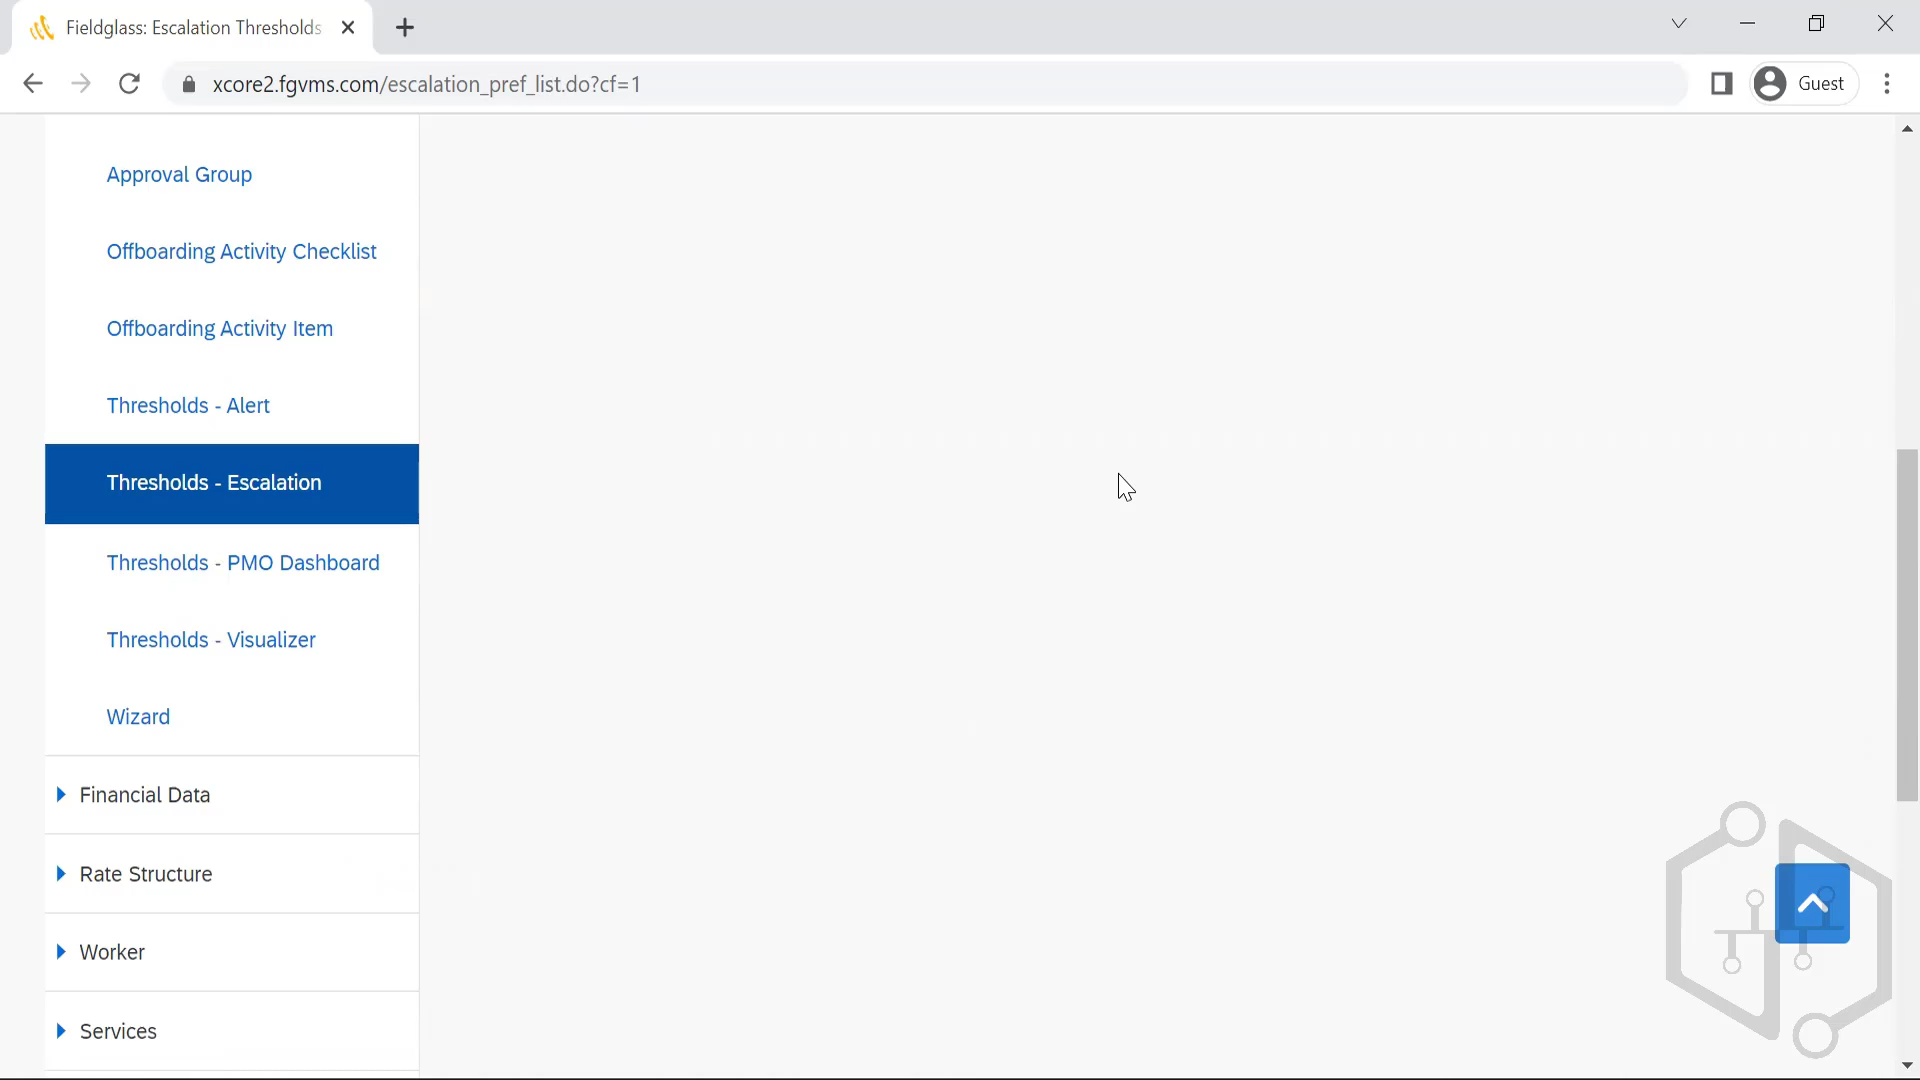 Fieldglass: Escalation Thresholds
xcore2.fgvms.com/escalation_pref_list.do?cf=1
Guest
Approval Group
Offboarding Activity Checklist
Offboarding Activity Item
Thresholds - Alert
Thresholds - Escalation
Thresholds - PMO Dashboard
Thresholds - Visualizer
Wizard
Financial Data
Rate Structure
Worker
Services